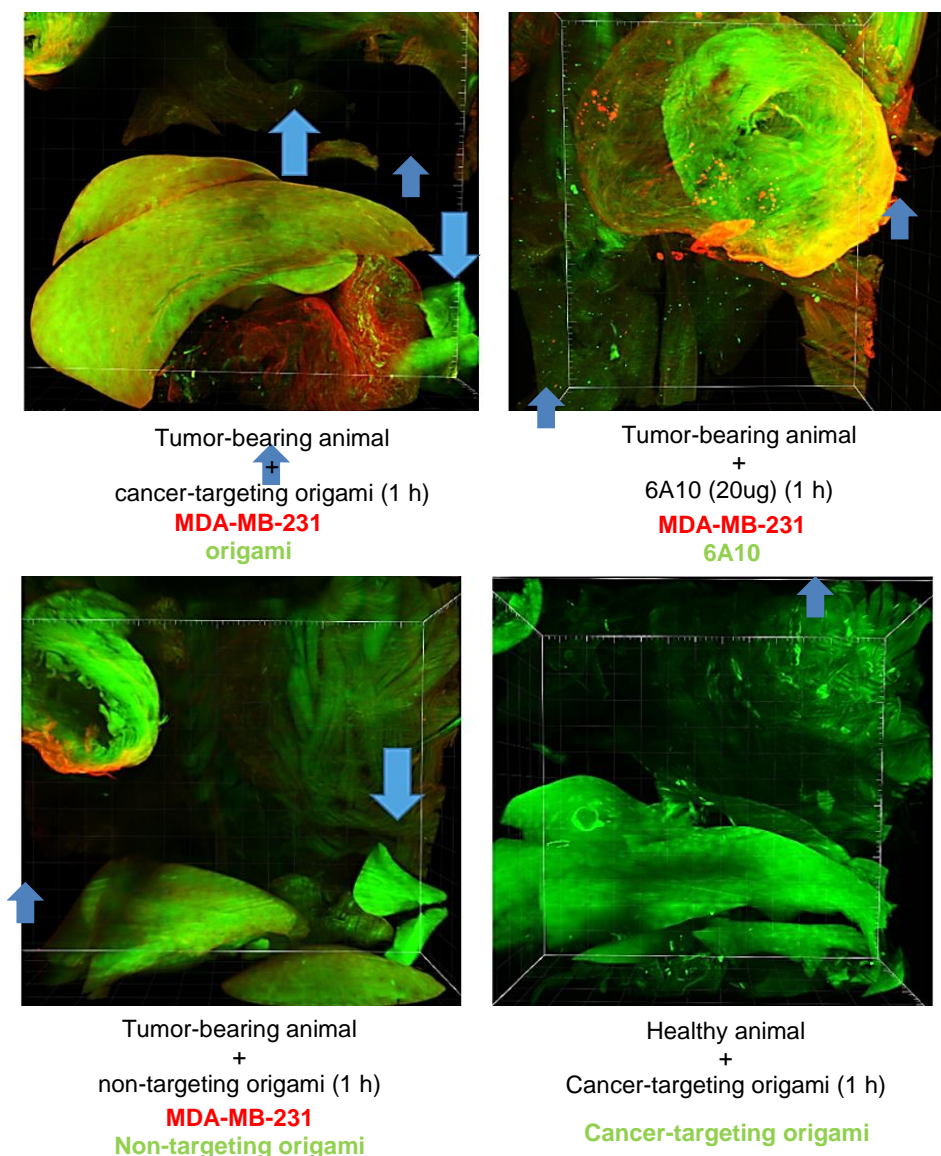 Tumor-bearing animal
+
cancer-targeting origami (1 h)
MDA-MB-231
origami
Tumor-bearing animal
+
6A10 (20ug) (1 h)
MDA-MB-231
6A10
Tumor-bearing animal
+
non-targeting origami (1 h)
MDA-MB-231
Non-targeting origami
Healthy animal
+
Cancer-targeting origami (1 h)
Cancer-targeting origami